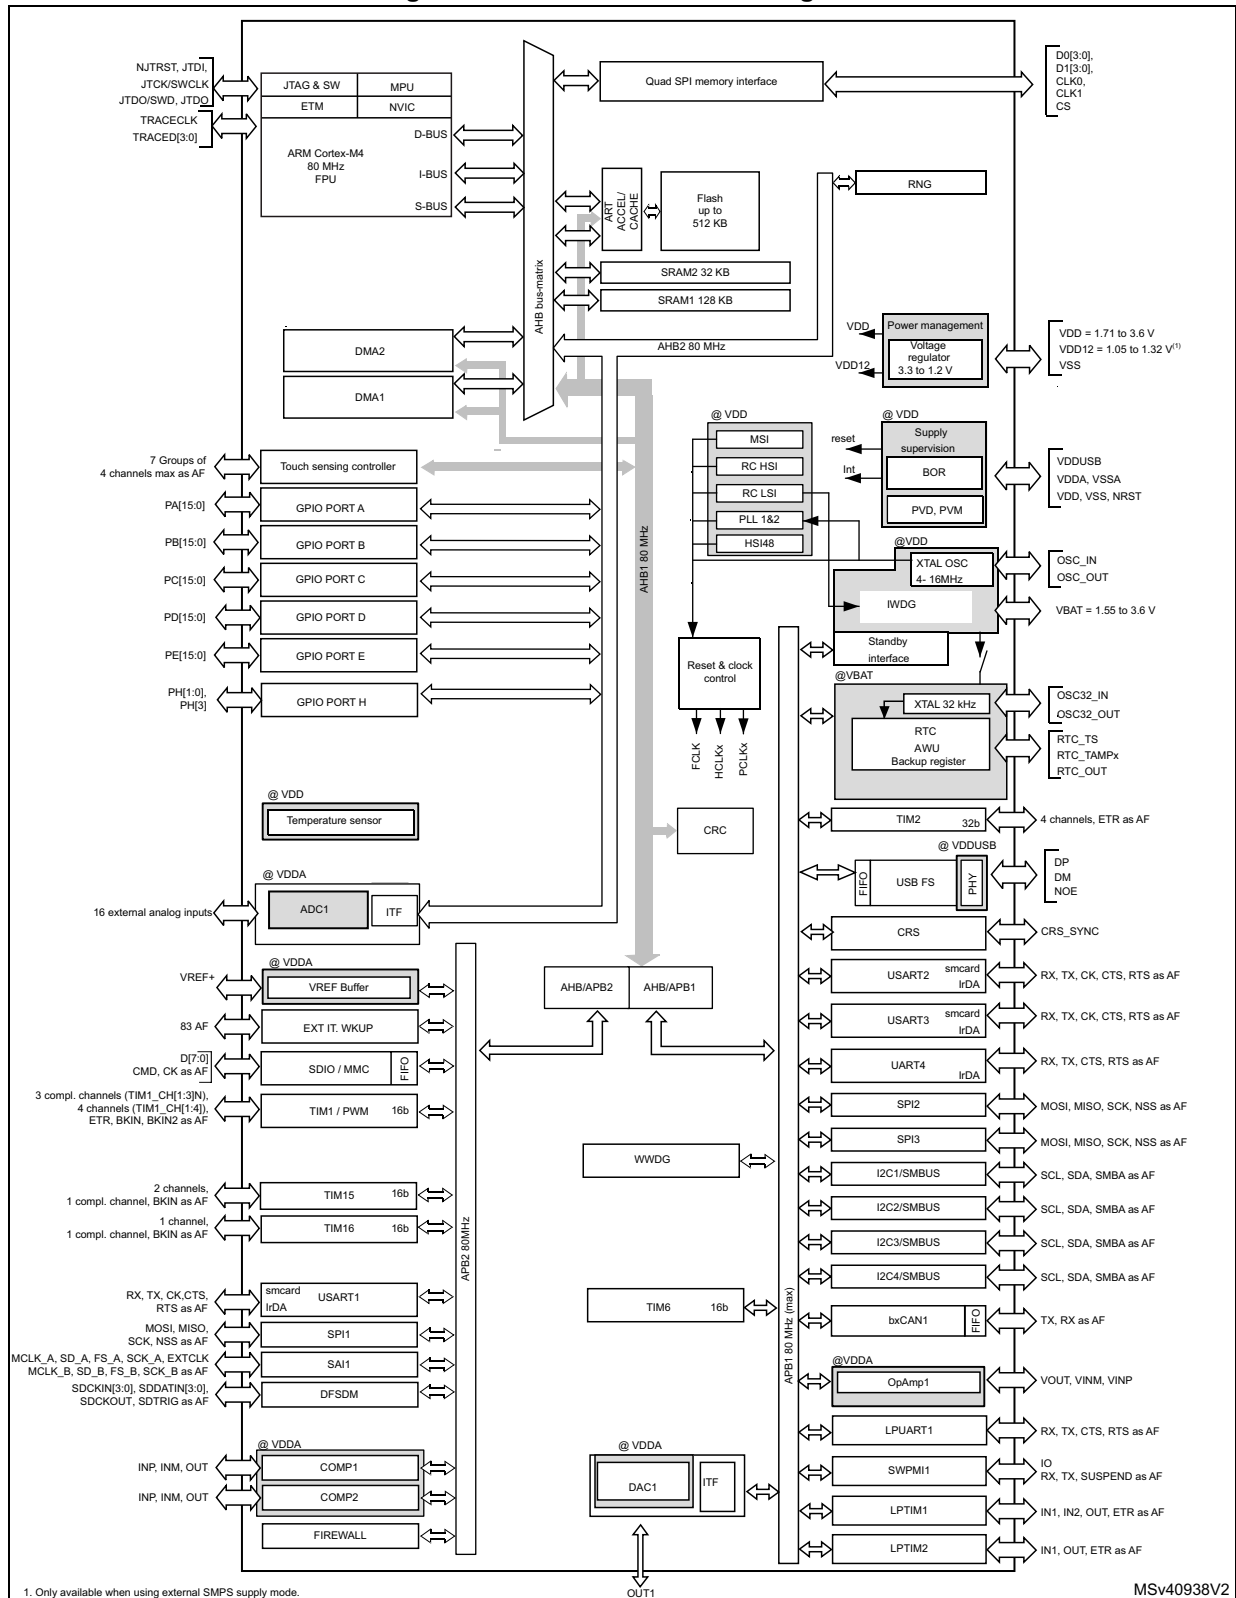 NJTRST, JTDI,
JTCK/SWCLK
JTDO/SWD, JTDO
TRACECLK
TRACED[3:0]
JTAG & SW
MPU
ETM
NVIC
ARM Cortex-M4
80 MHz
FPU
D-BUS
I-BUS
S-BUS
AHB bus-matrix
Quad SPI memory interface
D0[3:0],
D1[3:0],
CLK0,
CLK1
CS
ART
ACCEL/
CACHE
Flash
up to
512 KB
RNG
SRAM2 32 KB
SRAM1 128 KB
AHB2 80 MHz
DMA2
DMA1
VDD
VDD12
Power management
Voltage
regulator
3.3 to 1.2 V
VDD = 1.71 to 3.6 V
VDD12 = 1.05 to 1.32 V(1)
VSS
7 Groups of
4 channels max as AF
Touch sensing controller
PA[15:0]
GPIO PORT A
PB[15:0]
GPIO PORT B
PC[15:0]
GPIO PORT C
PD[15:0]
GPIO PORT D
PE[15:0]
GPIO PORT E
PH[1:0],
PH[3]
GPIO PORT H
AHB1 80 MHz
@ VDD
MSI
RC HSI
RC LSI
PLL 1&2
HSI48
@ VDD
reset
Int
Supply
supervision
BOR
PVD, PVM
VDDUSB
VDDA, VSSA
VDD, VSS, NRST
@VDD
XTAL OSC
4- 16MHz
IWDG
OSC_IN
OSC_OUT
VBAT = 1.55 to 3.6 V
Standby
interface
Reset & clock
control
FCLK
HCLKx
PCLKx
@VBAT
XTAL 32 kHz
RTC
AWU
Backup register
OSC32_IN
OSC32_OUT
RTC_TS
RTC_TAMPx
RTC_OUT
@ VDD
Temperature sensor
CRC
TIM2
32b
4 channels, ETR as AF
@ VDDUSB
FIFO
USB FS
PHY
DP
DM
NOE
@ VDDA
16 external analog inputs
ADC1
ITF
CRS
CRS_SYNC
@ VDDA
VREF+
VREF Buffer
AHB/APB2
AHB/APB1
USART2
smcard
IrDA
RX, TX, CK, CTS, RTS as AF
83 AF
EXT IT. WKUP
USART3
smcard
IrDA
RX, TX, CK, CTS, RTS as AF
D[7:0]
CMD, CK as AF
SDIO / MMC
FIFO
UART4
IrDA
RX, TX, CTS, RTS as AF
3 compl. channels (TIM1_CH[1:3]N),
4 channels (TIM1_CH[1:4]),
ETR, BKIN, BKIN2 as AF
TIM1 / PWM
16b
SPI2
MOSI, MISO, SCK, NSS as AF
SPI3
MOSI, MISO, SCK, NSS as AF
WWDG
I2C1/SMBUS
SCL, SDA, SMBA as AF
2 channels,
1 compl. channel, BKIN as AF
TIM15
16b
I2C2/SMBUS
SCL, SDA, SMBA as AF
1 channel,
1 compl. channel, BKIN as AF
TIM16
16b
APB2 80MHz
I2C3/SMBUS
SCL, SDA, SMBA as AF
I2C4/SMBUS
SCL, SDA, SMBA as AF
RX, TX, CK,CTS,
RTS as AF
smcard
IrDA
USART1
TIM6
16b
APB1 80 MHz (max)
bxCAN1
FIFO
TX, RX as AF
MOSI, MISO,
SCK, NSS as AF
SPI1
MCLK_A, SD_A, FS_A, SCK_A, EXTCLK
MCLK_B, SD_B, FS_B, SCK_B as AF
SAI1
@VDDA
OpAmp1
VOUT, VINM, VINP
SDCKIN[3:0], SDDATIN[3:0],
SDCKOUT, SDTRIG as AF
DFSDM
LPUART1
RX, TX, CTS, RTS as AF
@ VDDA
INP, INM, OUT
COMP1
INP, INM, OUT
COMP2
@ VDDA
DAC1
ITF
SWPMI1
IO
RX, TX, SUSPEND as AF
LPTIM1
IN1, IN2, OUT, ETR as AF
FIREWALL
LPTIM2
IN1, OUT, ETR as AF
OUT1
1. Only available when using external SMPS supply mode.
MSv40938V2